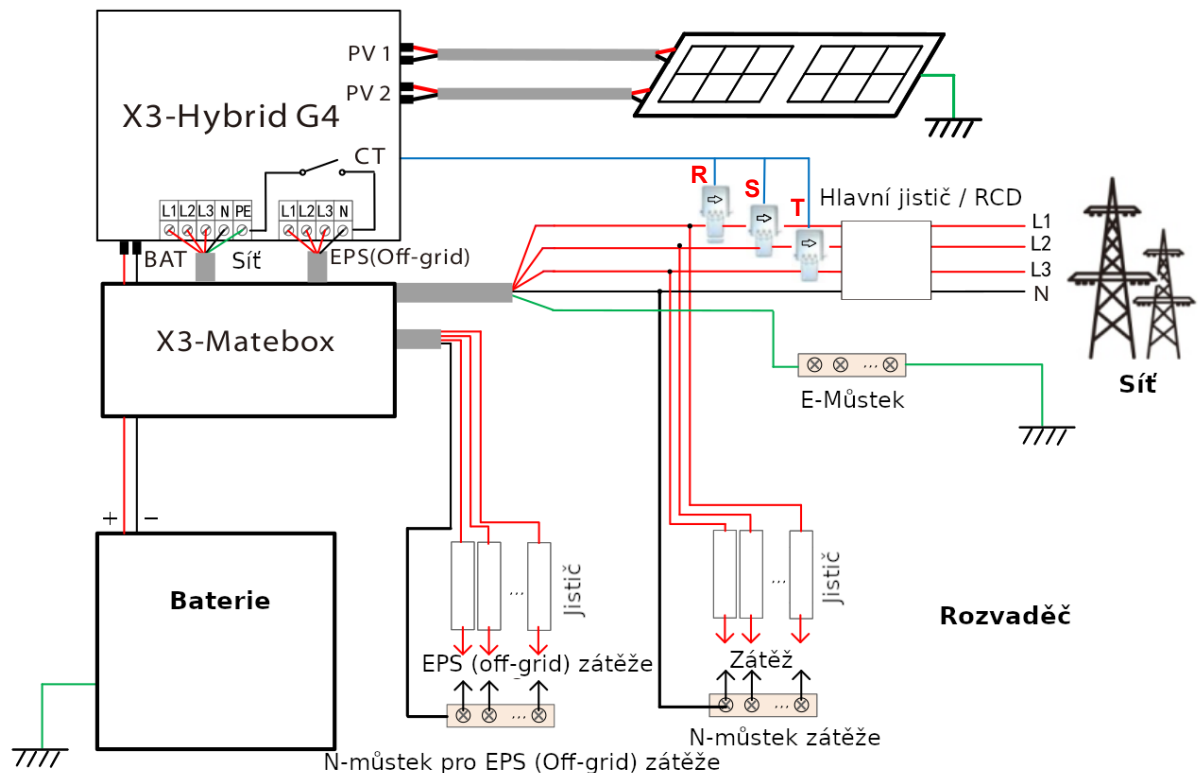 PV 1
PV 2
X3-Hybrid G4
CT
L1 L2 L3 N PE
L1 L2 L3 N
BAT
Síť
EPS(Off-grid)
R
S
T
Hlavní jistič / RCD
L1
L2
L3
N
X3-Matebox
...
E-Můstek
Síť
+ −
Baterie
...
Jistič
...
Jistič
Rozvaděč
EPS (off-grid) zátěže
Zátěž
...
...
N-můstek zátěže
N-můstek pro EPS (Off-grid) zátěže